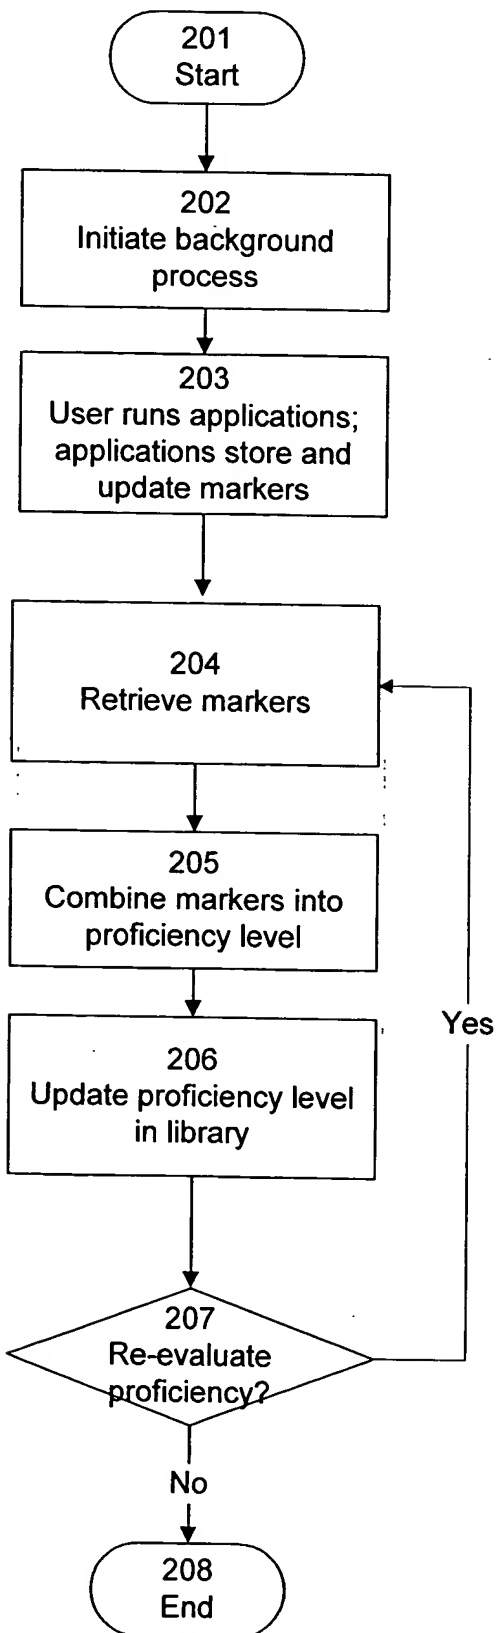 201
Start
202
Initiate background
process
203
User runs applications;
applications store and
update markers
204
Retrieve markers
205
Combine markers into
proficiency level
206
Update proficiency level
in library
Yes
207
Re-evaluate
proficiency?
No
208
End